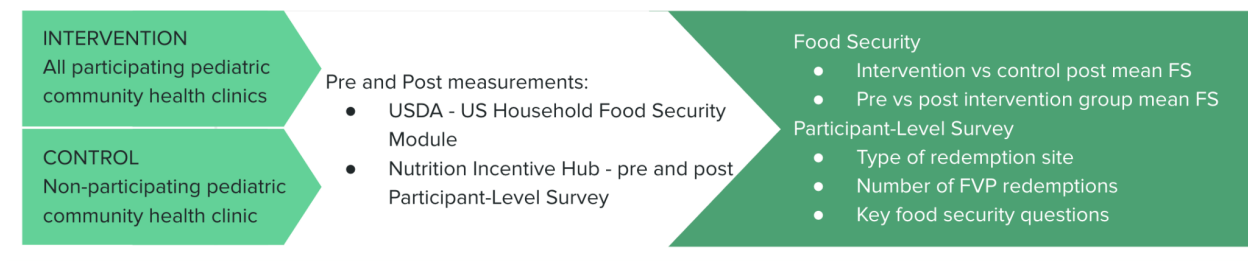 INTERVENTION
All participating pediatric
community health clinics
CONTROL
Non-participating pediatric
community health clinic
Pre and Post measurements:
● USDA - US Household Food Security
Module
● Nutrition Incentive Hub - pre and post
Participant-Level Survey
Food Security
● Intervention vs control post mean FS
● Pre vs post intervention group mean FS
Participant-Level Survey
● Type of redemption site
● Number of FVP redemptions
● Key food security questions